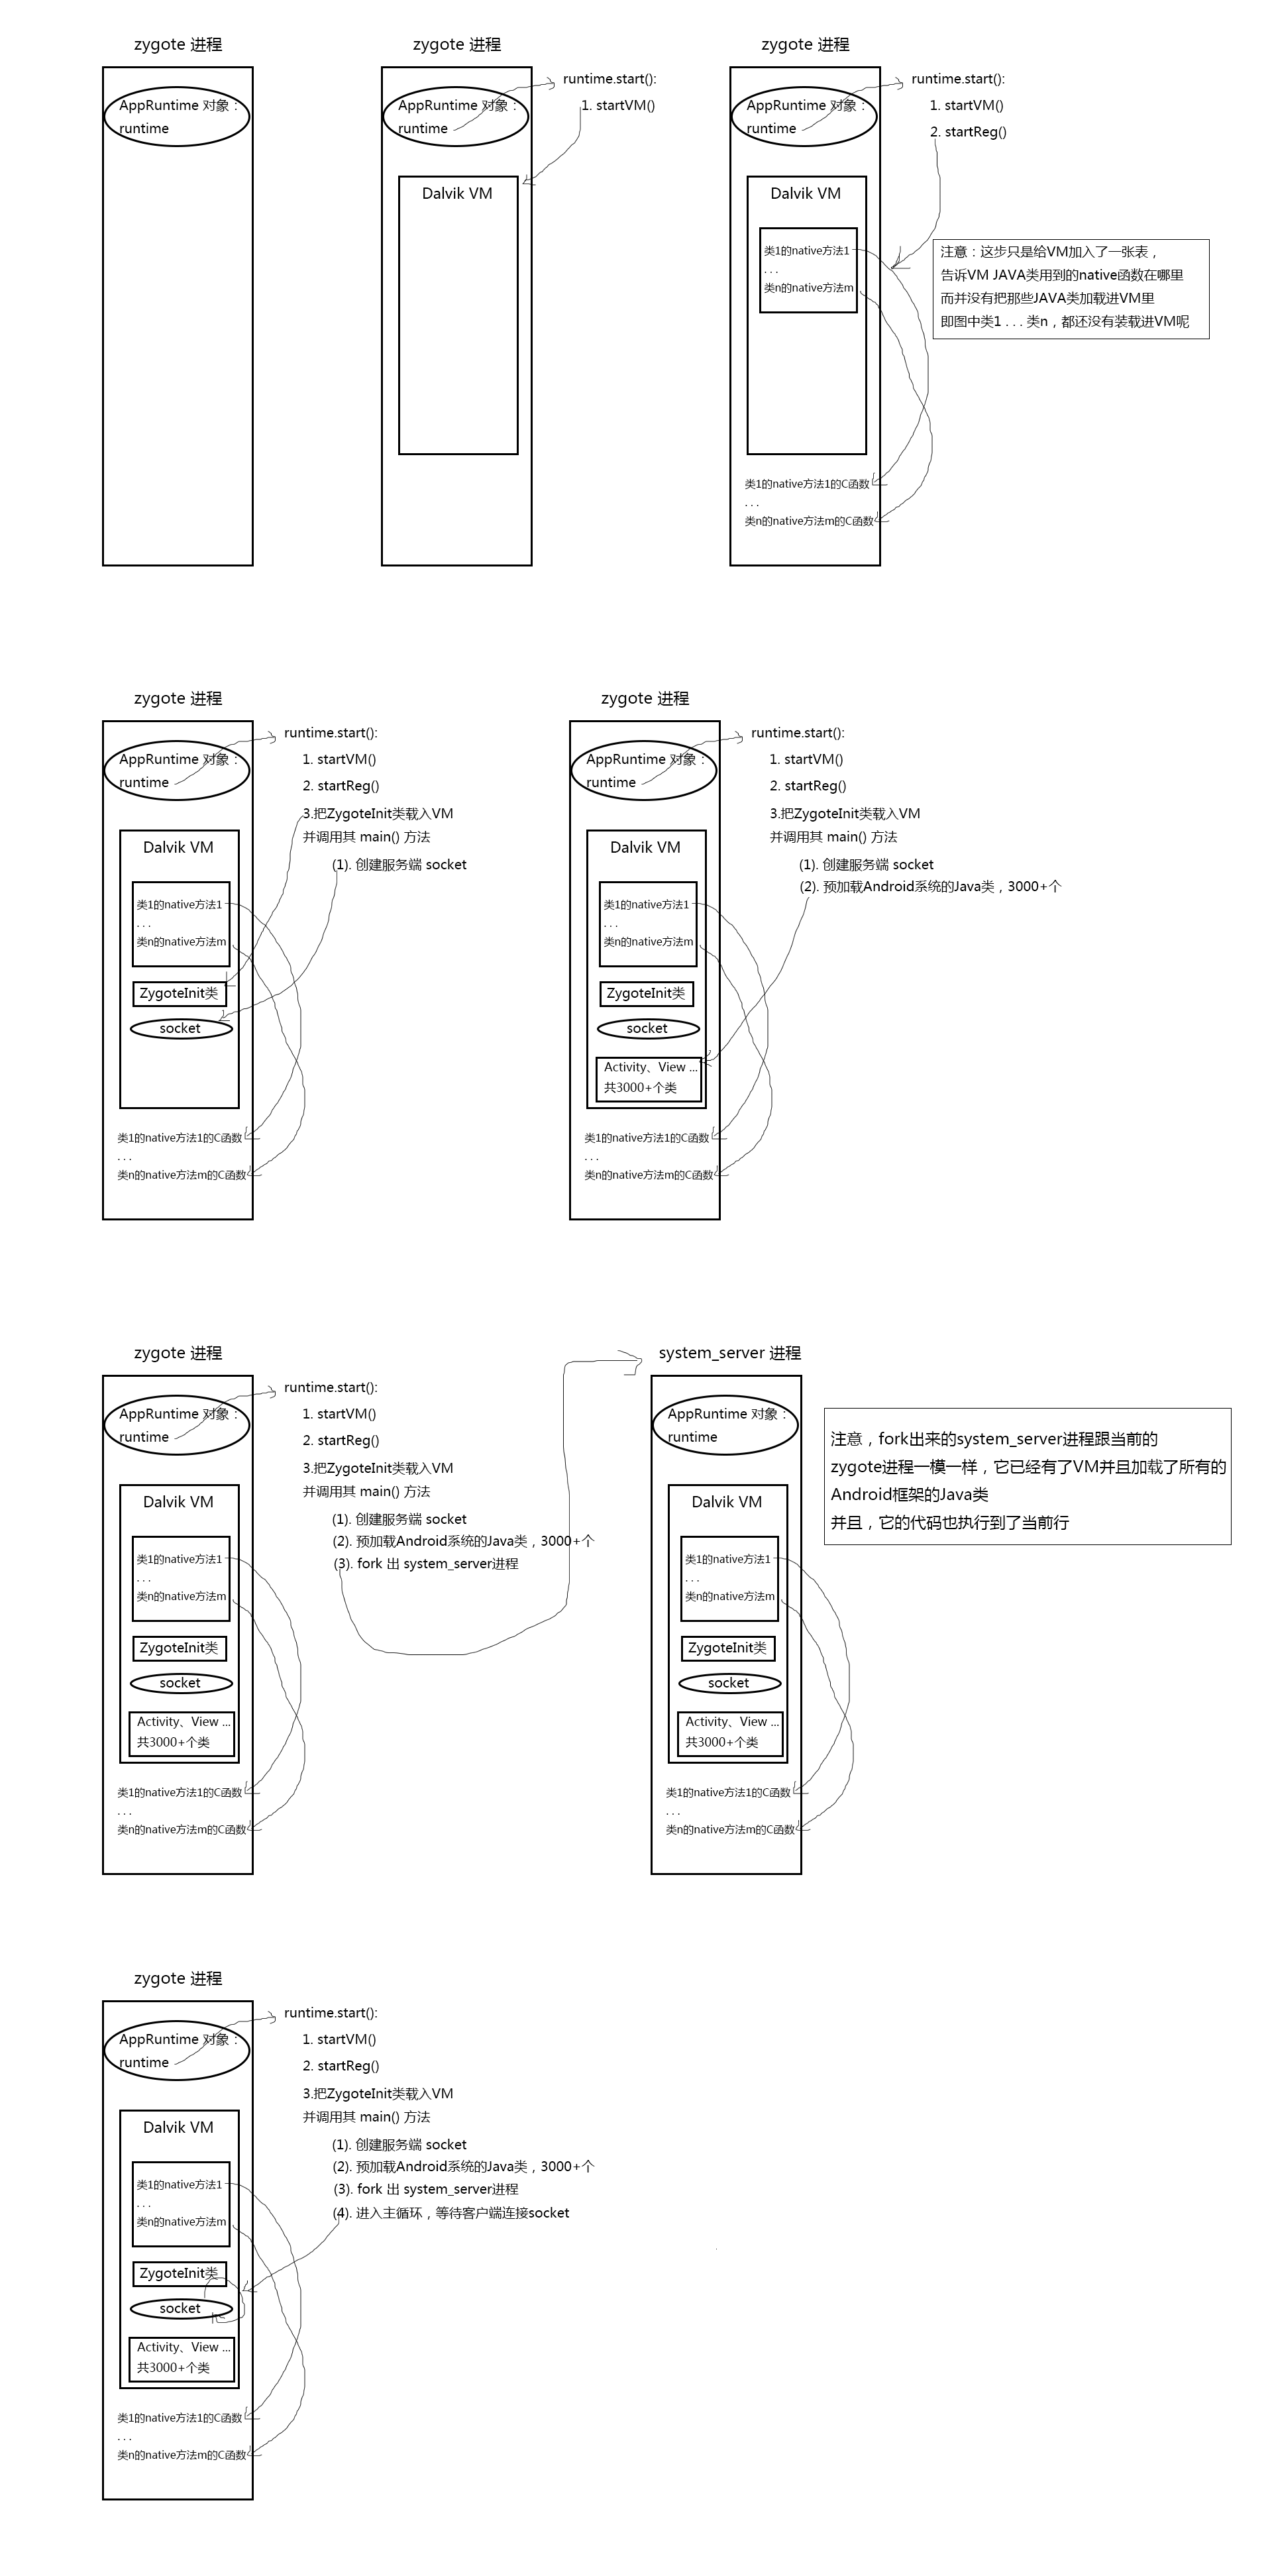 zygote 进程
AppRuntime 对象：
runtime
zygote 进程
AppRuntime 对象：
runtime
runtime.start():
1. startVM()
Dalvik VM
zygote 进程
AppRuntime 对象：
runtime
runtime.start():
1. startVM()
2. startReg()
Dalvik VM
类1的native方法1
. . .
类n的native方法m
注意：这步只是给VM加入了一张表，
告诉VM JAVA类用到的native函数在哪里
而并没有把那些JAVA类加载进VM里
即图中类1 . . . 类n，都还没有装载进VM呢
类1的native方法1的C函数
. . .
类n的native方法m的C函数
zygote 进程
AppRuntime 对象：
runtime
runtime.start():
1. startVM()
2. startReg()
3.把ZygoteInit类载入VM
并调用其 main() 方法
(1). 创建服务端 socket
Dalvik VM
类1的native方法1
. . .
类n的native方法m
ZygoteInit类
socket
类1的native方法1的C函数
. . .
类n的native方法m的C函数
zygote 进程
AppRuntime 对象：
runtime
runtime.start():
1. startVM()
2. startReg()
3.把ZygoteInit类载入VM
并调用其 main() 方法
(1). 创建服务端 socket
(2). 预加载Android系统的Java类，3000+个
Dalvik VM
类1的native方法1
. . .
类n的native方法m
ZygoteInit类
socket
Activity、View ...
共3000+个类
类1的native方法1的C函数
. . .
类n的native方法m的C函数
zygote 进程
AppRuntime 对象：
runtime
runtime.start():
1. startVM()
2. startReg()
3.把ZygoteInit类载入VM
并调用其 main() 方法
(1). 创建服务端 socket
(2). 预加载Android系统的Java类，3000+个
(3). fork 出 system_server进程
Dalvik VM
类1的native方法1
. . .
类n的native方法m
ZygoteInit类
socket
Activity、View ...
共3000+个类
类1的native方法1的C函数
. . .
类n的native方法m的C函数
system_server 进程
AppRuntime 对象：
runtime
Dalvik VM
类1的native方法1
. . .
类n的native方法m
ZygoteInit类
socket
Activity、View ...
共3000+个类
类1的native方法1的C函数
. . .
类n的native方法m的C函数
注意，fork出来的system_server进程跟当前的
zygote进程一模一样，它已经有了VM并且加载了所有的
Android框架的Java类
并且，它的代码也执行到了当前行
zygote 进程
AppRuntime 对象：
runtime
runtime.start():
1. startVM()
2. startReg()
3.把ZygoteInit类载入VM
并调用其 main() 方法
(1). 创建服务端 socket
(2). 预加载Android系统的Java类，3000+个
(3). fork 出 system_server进程
(4). 进入主循环，等待客户端连接socket
Dalvik VM
类1的native方法1
. . .
类n的native方法m
ZygoteInit类
socket
Activity、View ...
共3000+个类
类1的native方法1的C函数
. . .
类n的native方法m的C函数